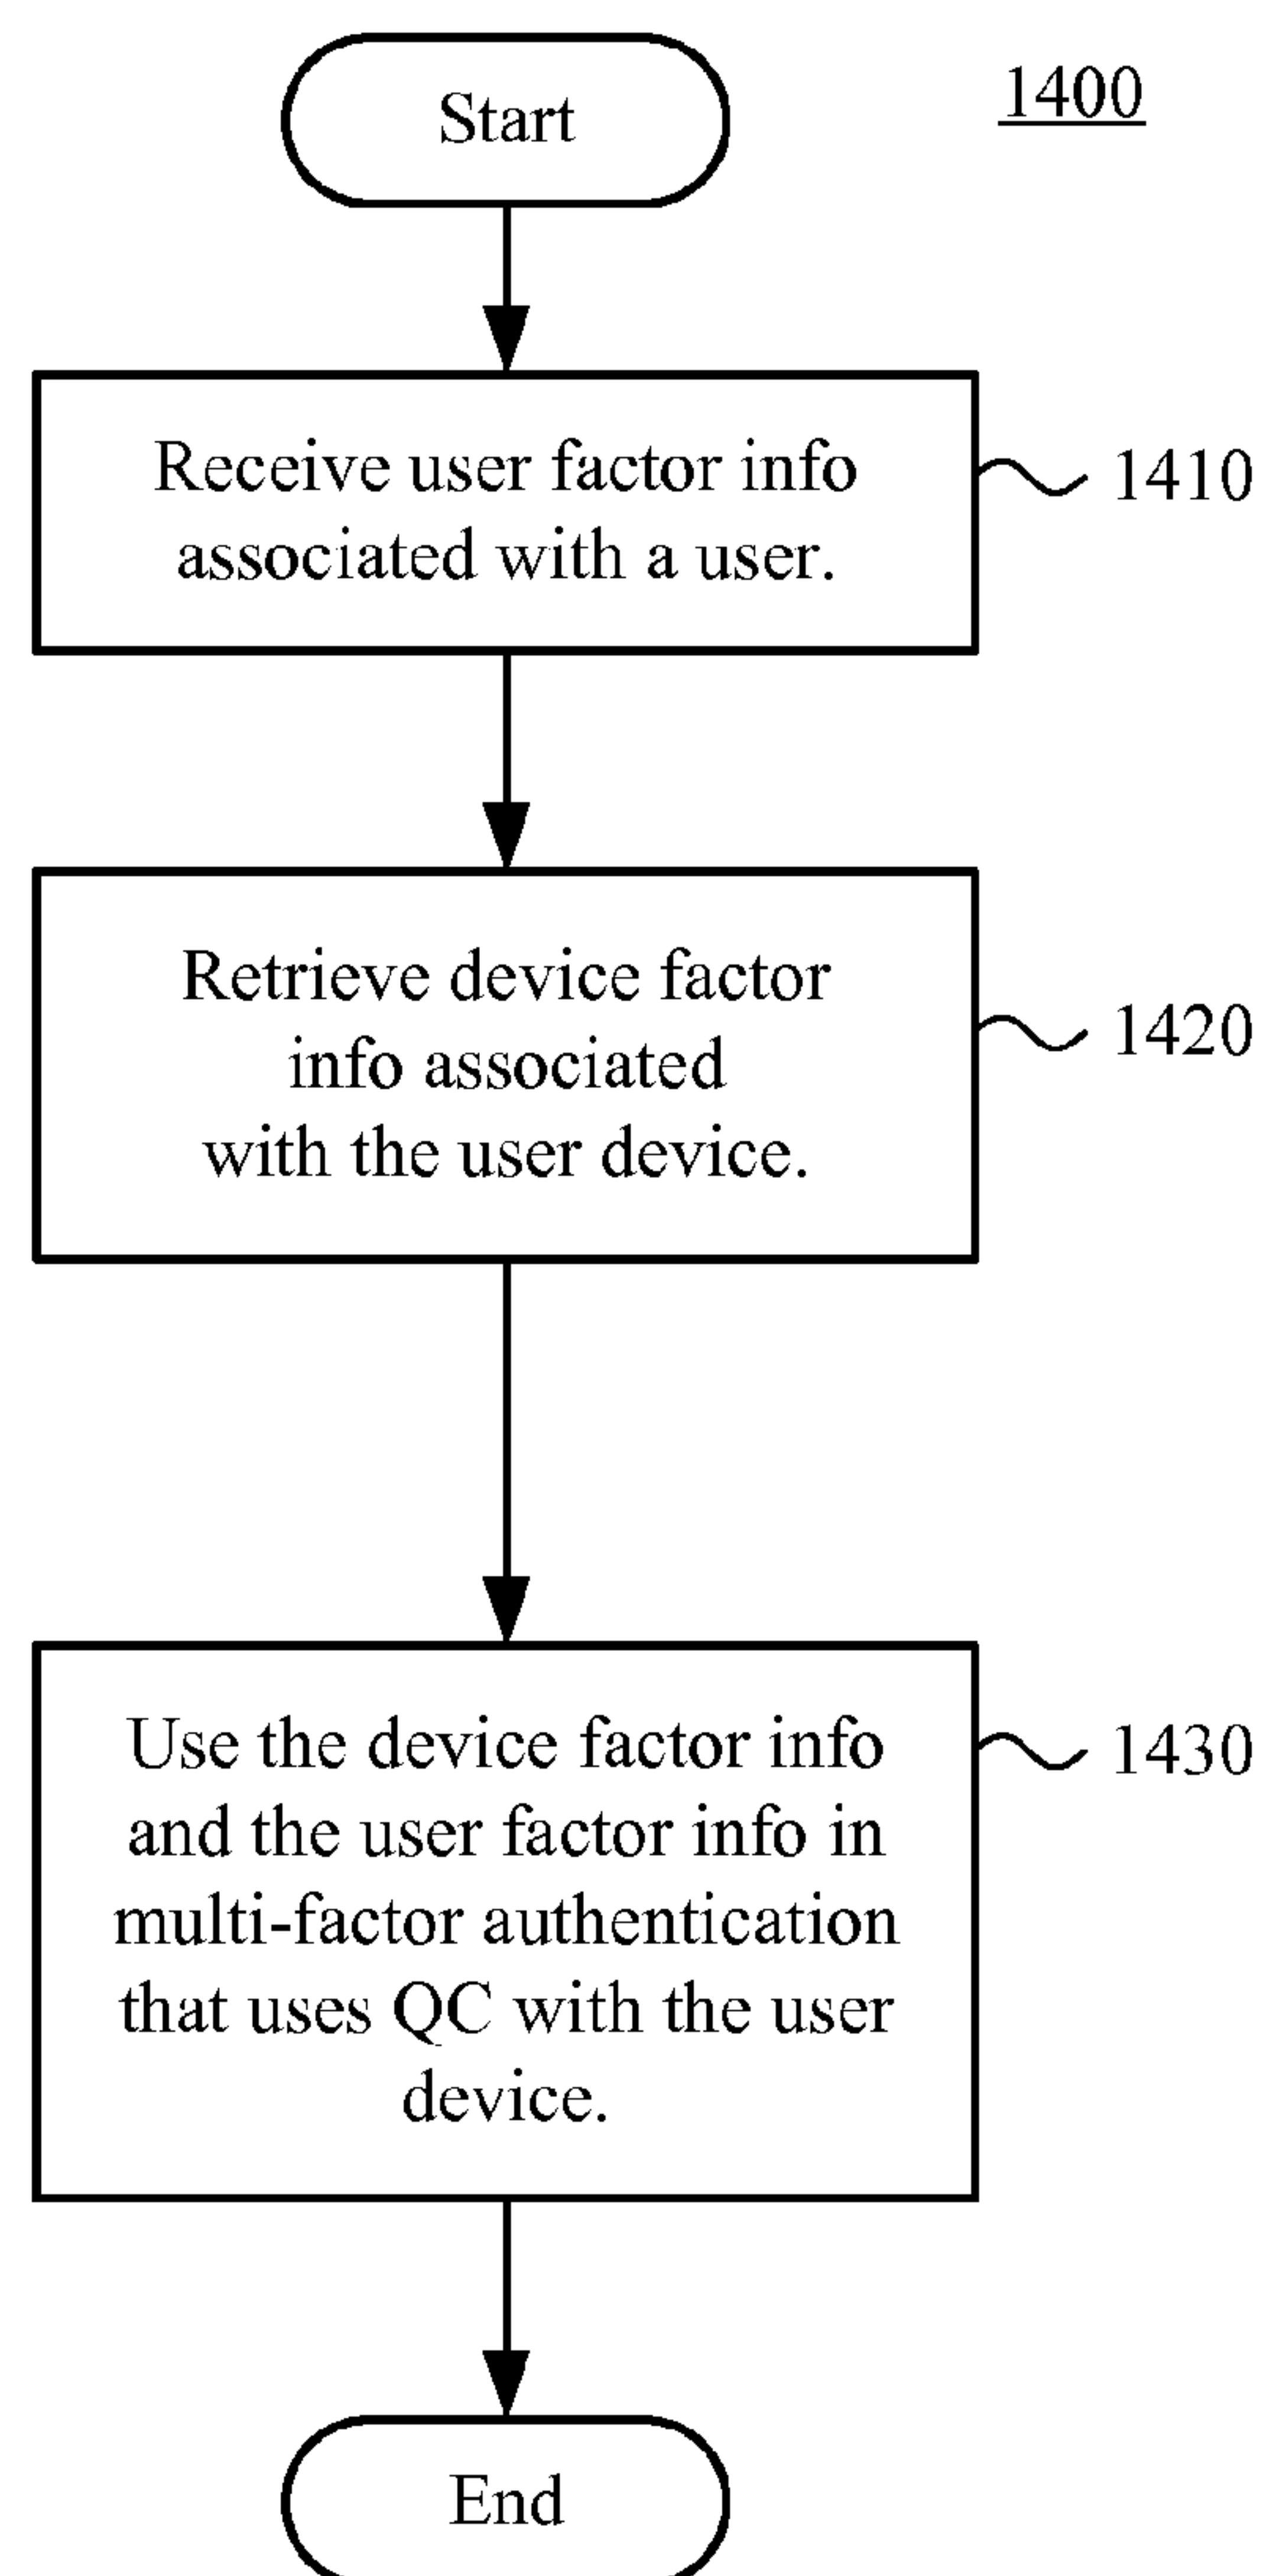 Start
1400
Receive user factor info
associated with a user.
1410
Retrieve device factor
info associated
with the user device.
1420
Use the device factor info
and the user factor info in
multi-factor authentication
that uses QC with the user
device.
1430
End